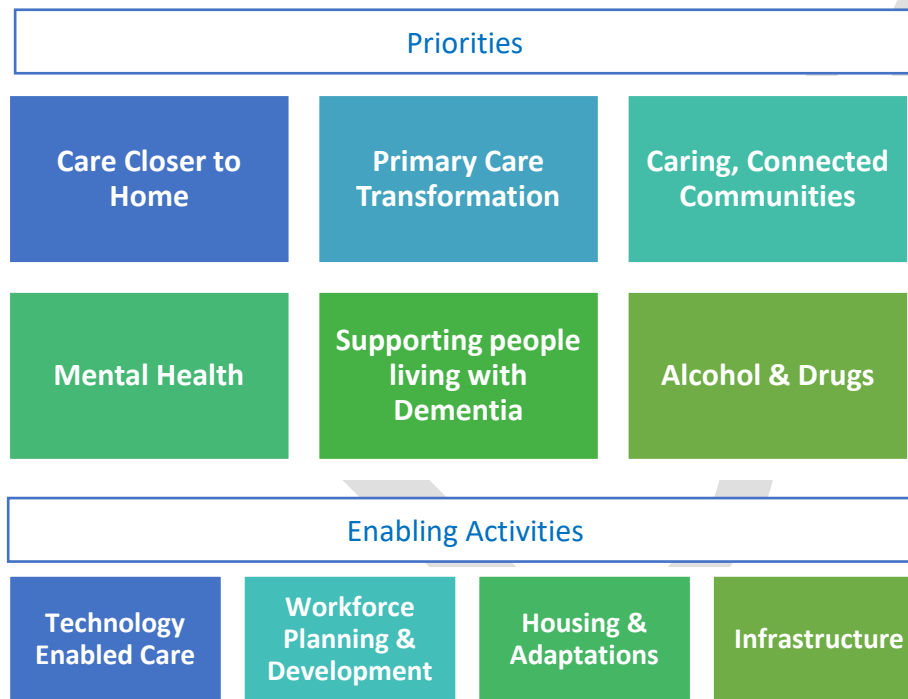 Priorities
Care Closer to
Home
Primary Care
Transformation
Caring, Connected
Communities
Mental Health
Supporting people
living with
Dementia
Alcohol & Drugs
Enabling Activities
Technology
Enabled Care
Workforce
Planning &
Development
Housing &
Adaptations
Infrastructure